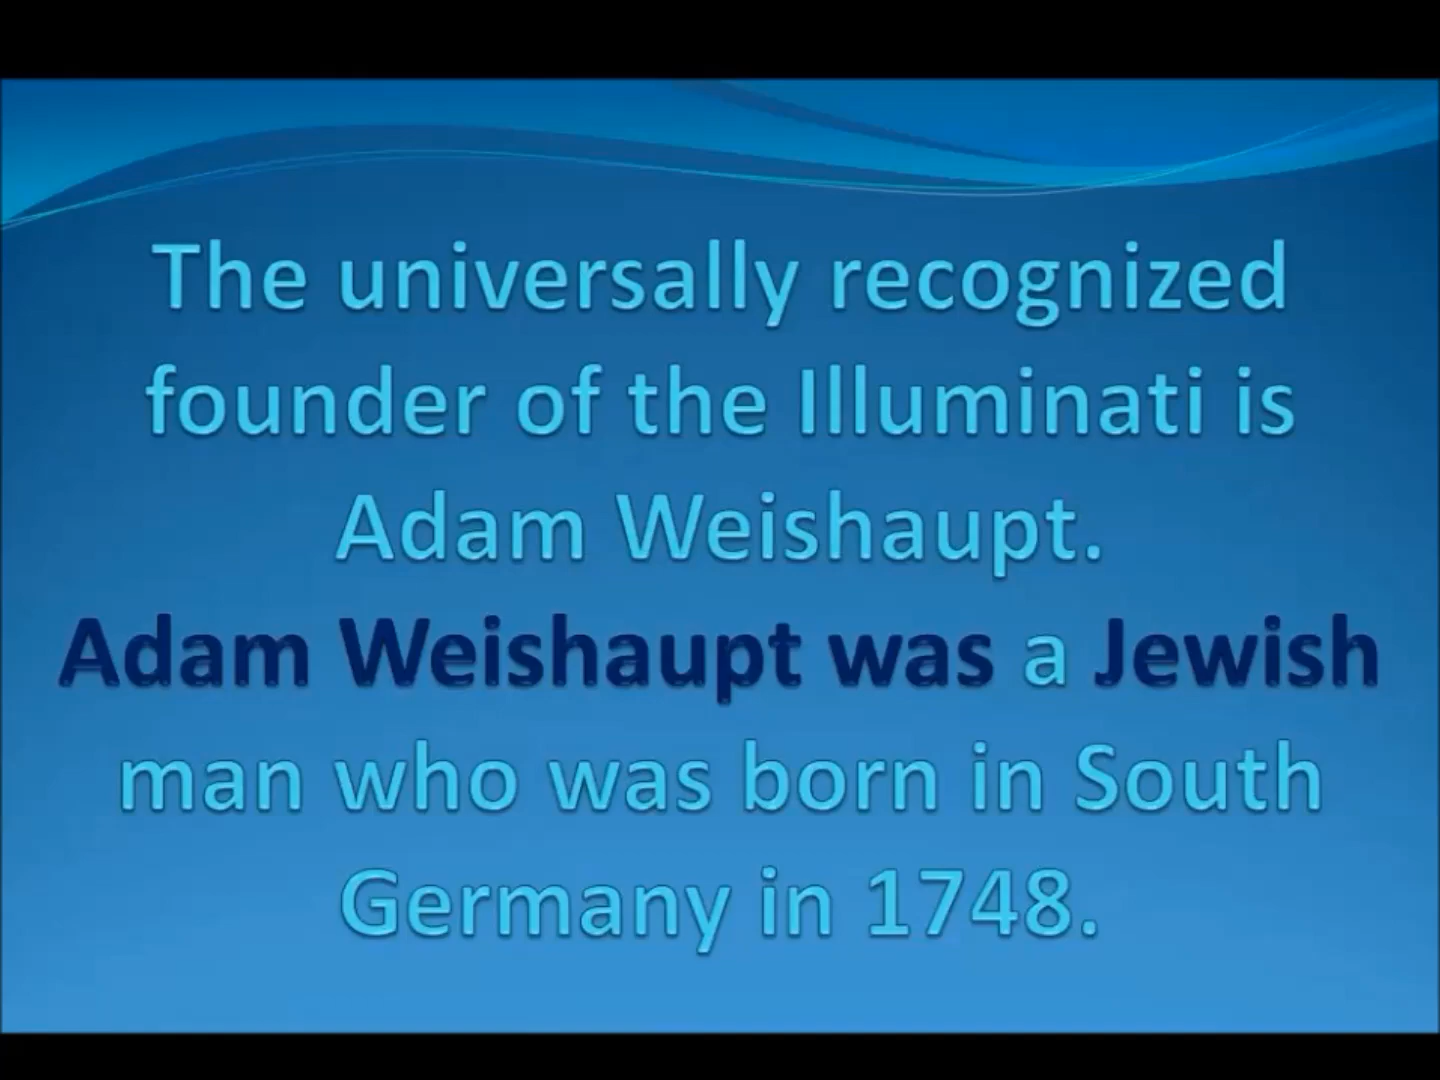 The universally recognized
founder of the Illuminati is
Adam Weishaupt.
Adam Weishaupt was a Jewish
man who was born in South
Germany in 1748.